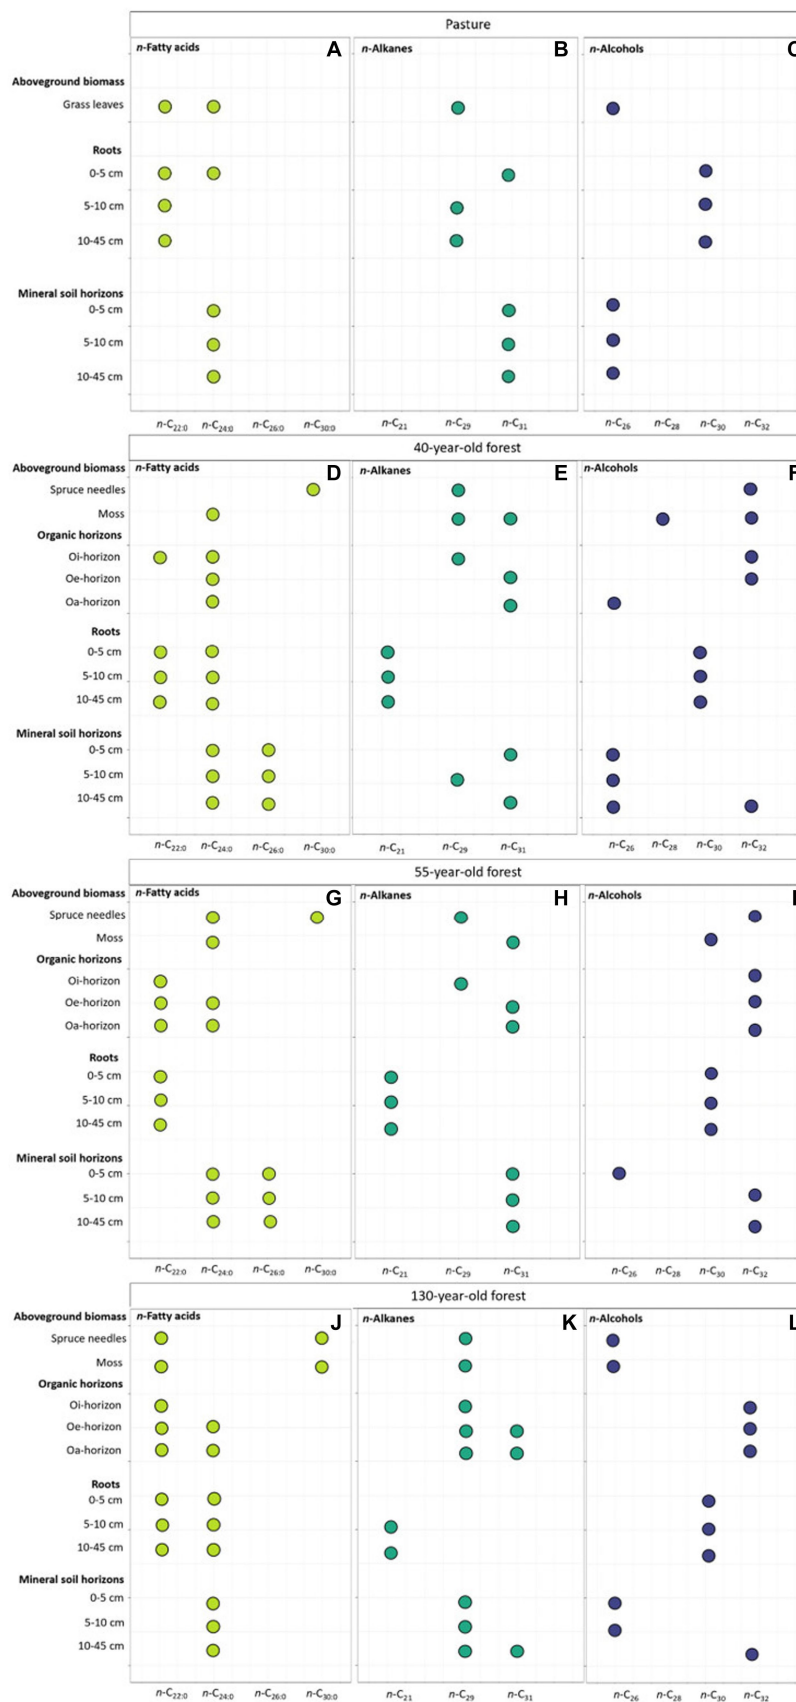 Pasture
n-Fatty acids A n-Alkanes B n-Alcohols C
Aboveground biomass
Grass leaves
Roots
0-5 cm
5-10 cm
10-45 cm
Mineral soil horizons
0-5 cm
5-10 cm
10-45 cm
n-C22:0 n-C24:0 n-C26:0 n-C30:0 n-C21 n-C29 n-C31 n-C26 n-C28 n-C30 n-C32
40-year-old forest
Aboveground biomass n-Fatty acids D n-Alkanes E n-Alcohols F
Spruce needles
Moss
Organic horizons
Oi-horizon
Oe-horizon
Oa-horizon
Roots
0-5 cm
5-10 cm
10-45 cm
Mineral soil horizons
0-5 cm
5-10 cm
10-45 cm
n-C22:0 n-C24:0 n-C26:0 n-C30:0 n-C21 n-C29 n-C31 n-C26 n-C28 n-C30 n-C32
55-year-old forest
Aboveground biomass n-Fatty acids G n-Alkanes H n-Alcohols I
Spruce needles
Moss
Organic horizons
Oi-horizon
Oe-horizon
Oa-horizon
Roots
0-5 cm
5-10 cm
10-45 cm
Mineral soil horizons
0-5 cm
5-10 cm
10-45 cm
n-C22:0 n-C24:0 n-C26:0 n-C30:0 n-C21 n-C29 n-C31 n-C26 n-C28 n-C30 n-C32
130-year-old forest
Aboveground biomass n-Fatty acids J n-Alkanes K n-Alcohols L
Spruce needles
Moss
Organic horizons
Oi-horizon
Oe-horizon
Oa-horizon
Roots
0-5 cm
5-10 cm
10-45 cm
Mineral soil horizons
0-5 cm
5-10 cm
10-45 cm
n-C22:0 n-C24:0 n-C26:0 n-C30:0 n-C21 n-C29 n-C31 n-C26 n-C28 n-C30 n-C32